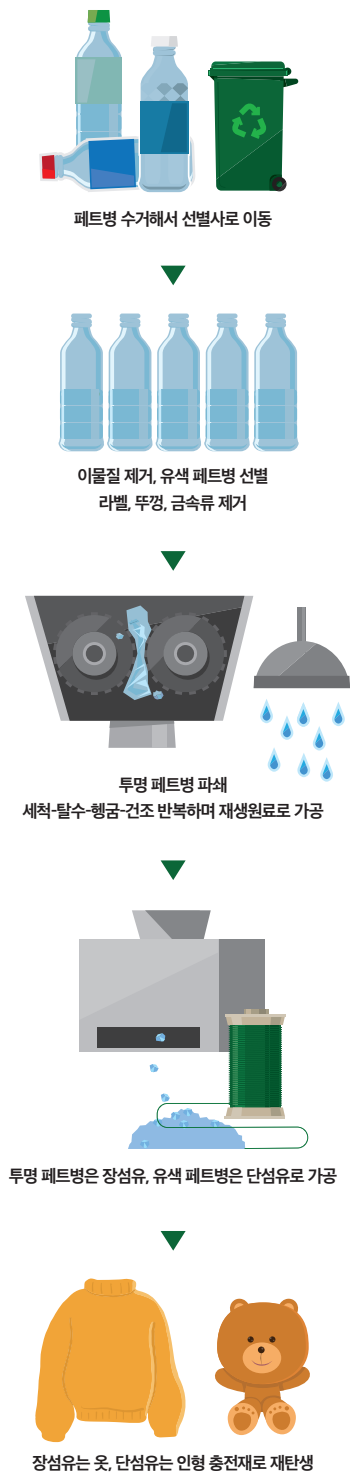 페트병 수거해서 선별사로 이동
이물질 제거, 유색 페트병 선별
라벨, 뚜껑, 금속류 제거
투명 페트병 파쇄
세척-탈수-헹굼-건조 반복하며 재생원료로 가공
투명 페트병은 장섬유, 유색 페트병은 단섬유로 가공
장섬유는 옷, 단섬유는 인형 충전재로 재탄생